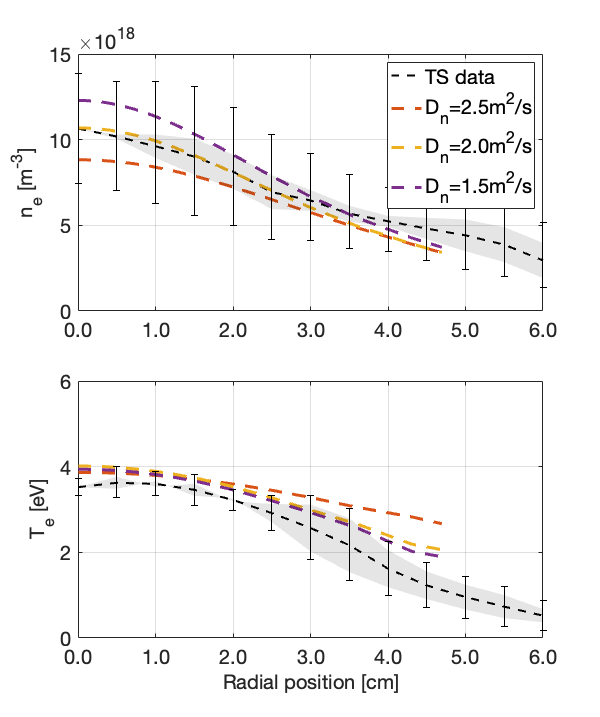 ×10^18
15
10
5
0
n_e [m^-3]
TS data
D_n=2.5m^2/s
D_n=2.0m^2/s
D_n=1.5m^2/s
0.0 1.0 2.0 3.0 4.0 5.0 6.0
6
4
2
0
T_e [eV]
0.0 1.0 2.0 3.0 4.0 5.0 6.0
Radial position [cm]